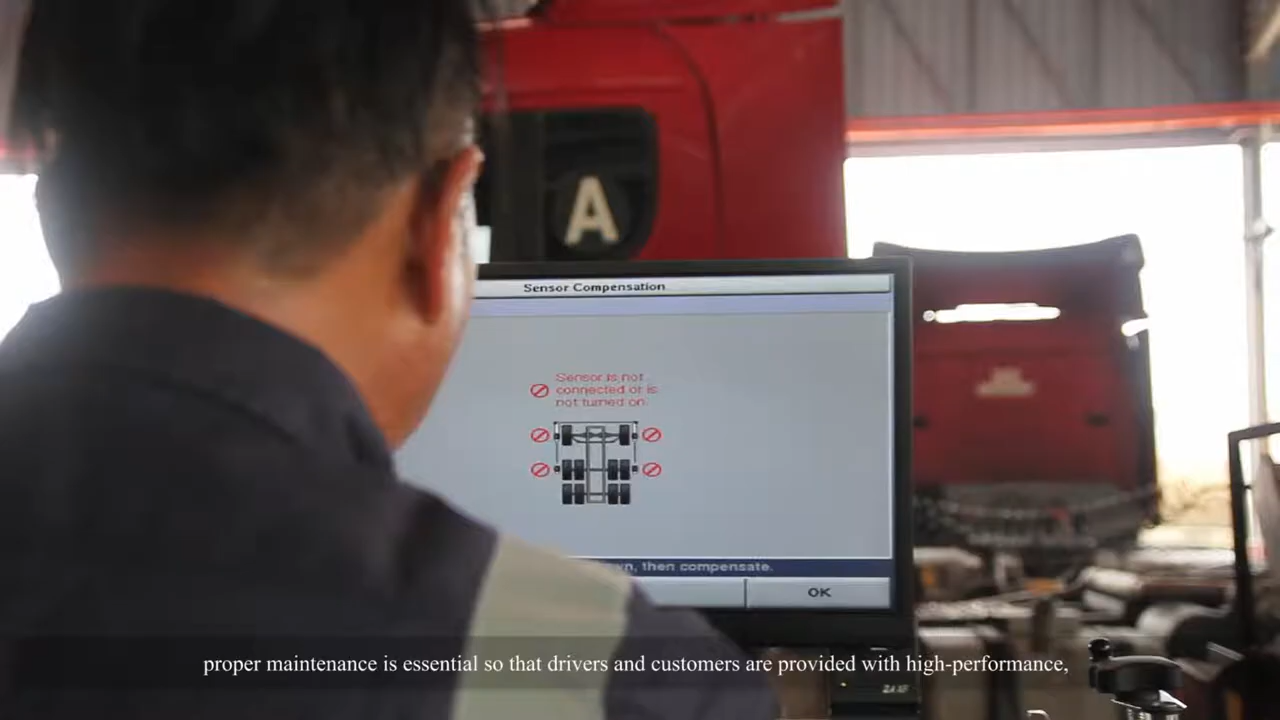 A
Sensor Compensation
Sensor is not
connected or is
not turned on.
then compensate.
OK
proper maintenance is essential so that drivers and customers are provided with high-performance,